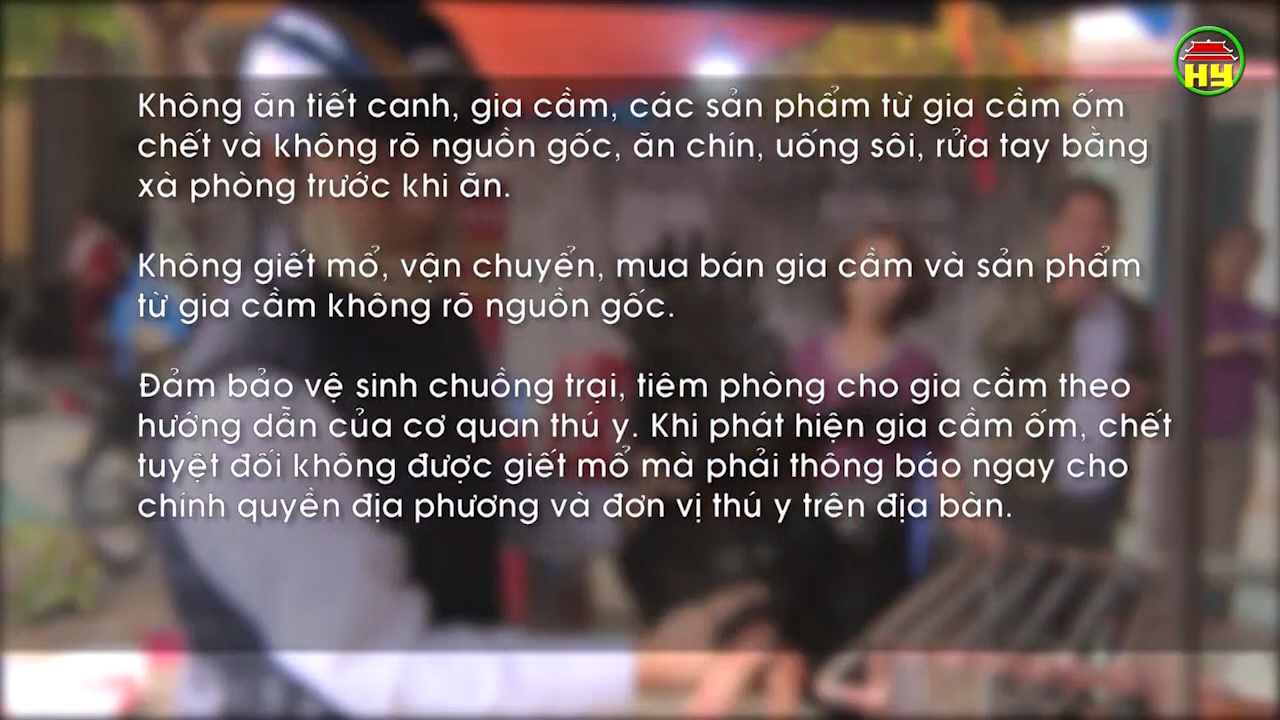 HY
Không ăn tiết canh, gia cầm, các sản phẩm từ gia cầm ốm
chết và không rõ nguồn gốc, ăn chín, uống sôi, rửa tay bằng
xà phòng trước khi ăn.
Không giết mổ, vận chuyển, mua bán gia cầm và sản phẩm
từ gia cầm không rõ nguồn gốc.
Đảm bảo vệ sinh chuồng trại, tiêm phòng cho gia cầm theo
hướng dẫn của cơ quan thú y. Khi phát hiện gia cầm ốm, chết
tuyệt đối không được giết mổ mà phải thông báo ngay cho
chính quyền địa phương và đơn vị thú y trên địa bàn.